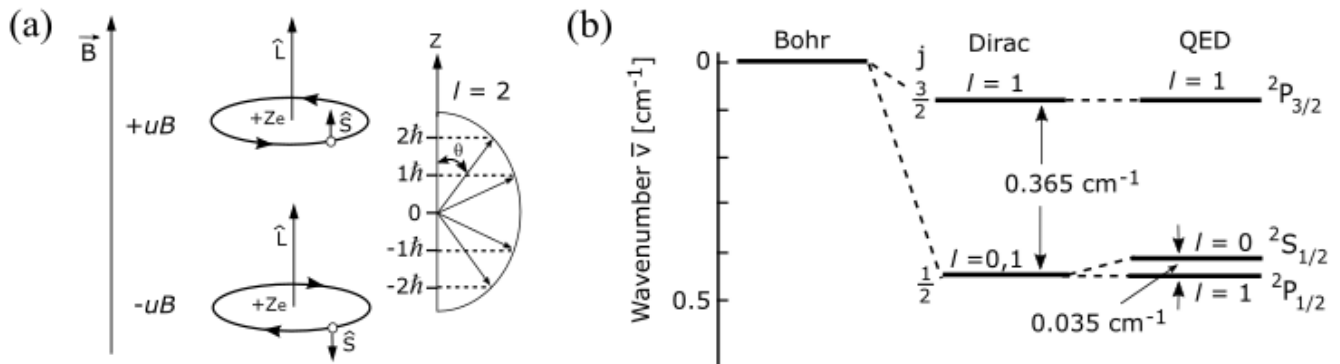 (a)
B
+uB
-uB
L̂
+Ze
Ŝ
L̂
+Ze
Ŝ
Z
l = 2
2ħ
θ
1ħ
0
-1ħ
-2ħ
(b)
Wavenumber ν̅ [cm⁻¹]
0
0.5
Bohr
j
Dirac
QED
3/2
l = 1
l = 1
²P₃/₂
0.365 cm⁻¹
1/2
l =0,1
l = 0
²S₁/₂
l = 1
²P₁/₂
0.035 cm⁻¹